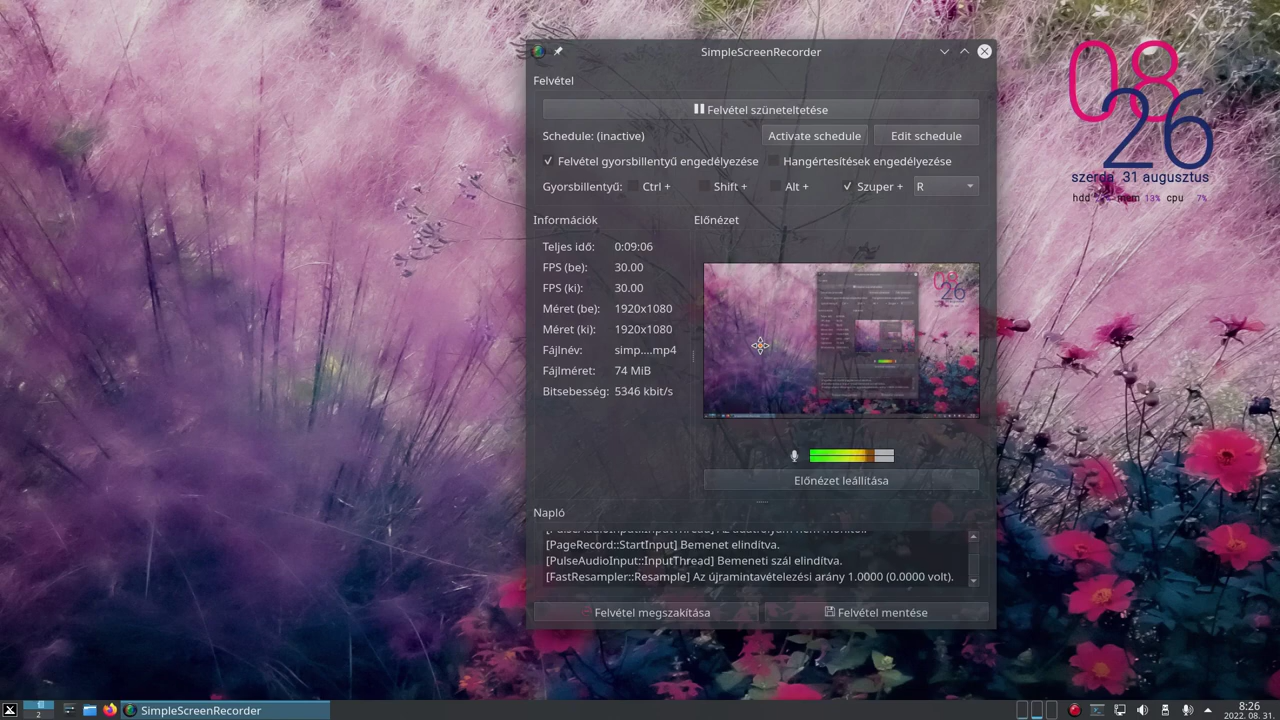 SimpleScreenRecorder
Felvétel
Felvétel szüneteltetése
Schedule: (inactive)
Activate schedule
Edit schedule
Felvétel gyorsbillentyű engedélyezése
Hangértesítések engedélyezése
Gyorsbillentyű:
Ctrl +
Shift +
Alt +
Szuper +
R
Információk
Előnézet
Teljes idő: 0:09:06
FPS (be): 30.00
FPS (ki): 30.00
Méret (be): 1920x1080
Méret (ki): 1920x1080
Fájlnév: simp....mp4
Fájlméret: 74 MiB
Bitsebesség: 5346 kbit/s
Előnézet leállítása
Napló
[PageRecord::StartInput] Bemenet elindítva.
[PulseAudioInput::InputThread] Bemeneti szál elindítva.
[FastResampler::Resample] Az újramintavételezési arány 1.0000 (0.0000 volt).
Felvétel megszakítása
Felvétel mentése
08
26
szerda 31 augusztus
hdd mem 13% cpu 7%
2
SimpleScreenRecorder
8:26
2022. 08. 31.